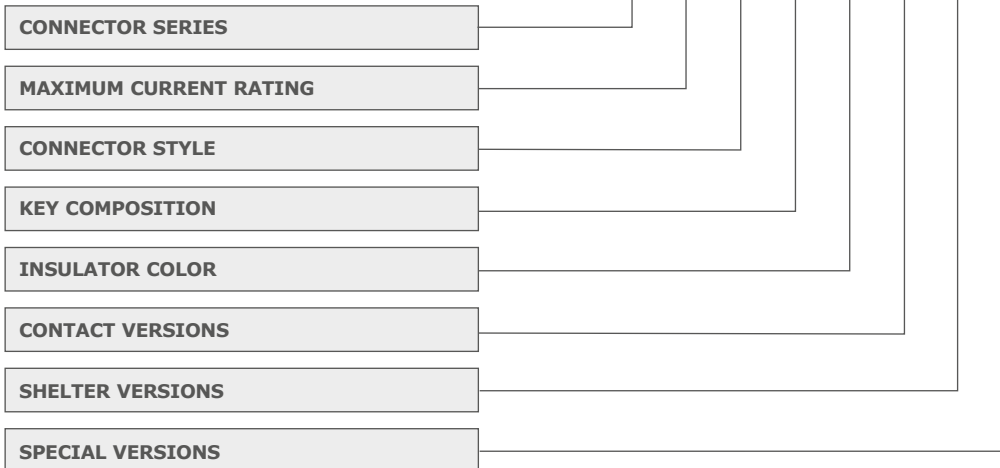 CONNECTOR SERIES
MAXIMUM CURRENT RATING
CONNECTOR STYLE
KEY COMPOSITION
INSULATOR COLOR
CONTACT VERSIONS
SHELTER VERSIONS
SPECIAL VERSIONS